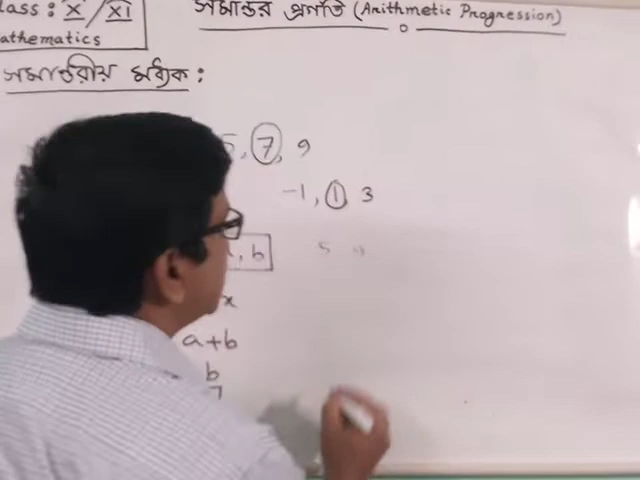 lass : X / XI
সমান্তর প্রগতি (Arithmetic Progression)
athematics
সমান্তরীয় মধ্যক :
5, 7, 9
-1, 1, 3
, b
x
a+b
b